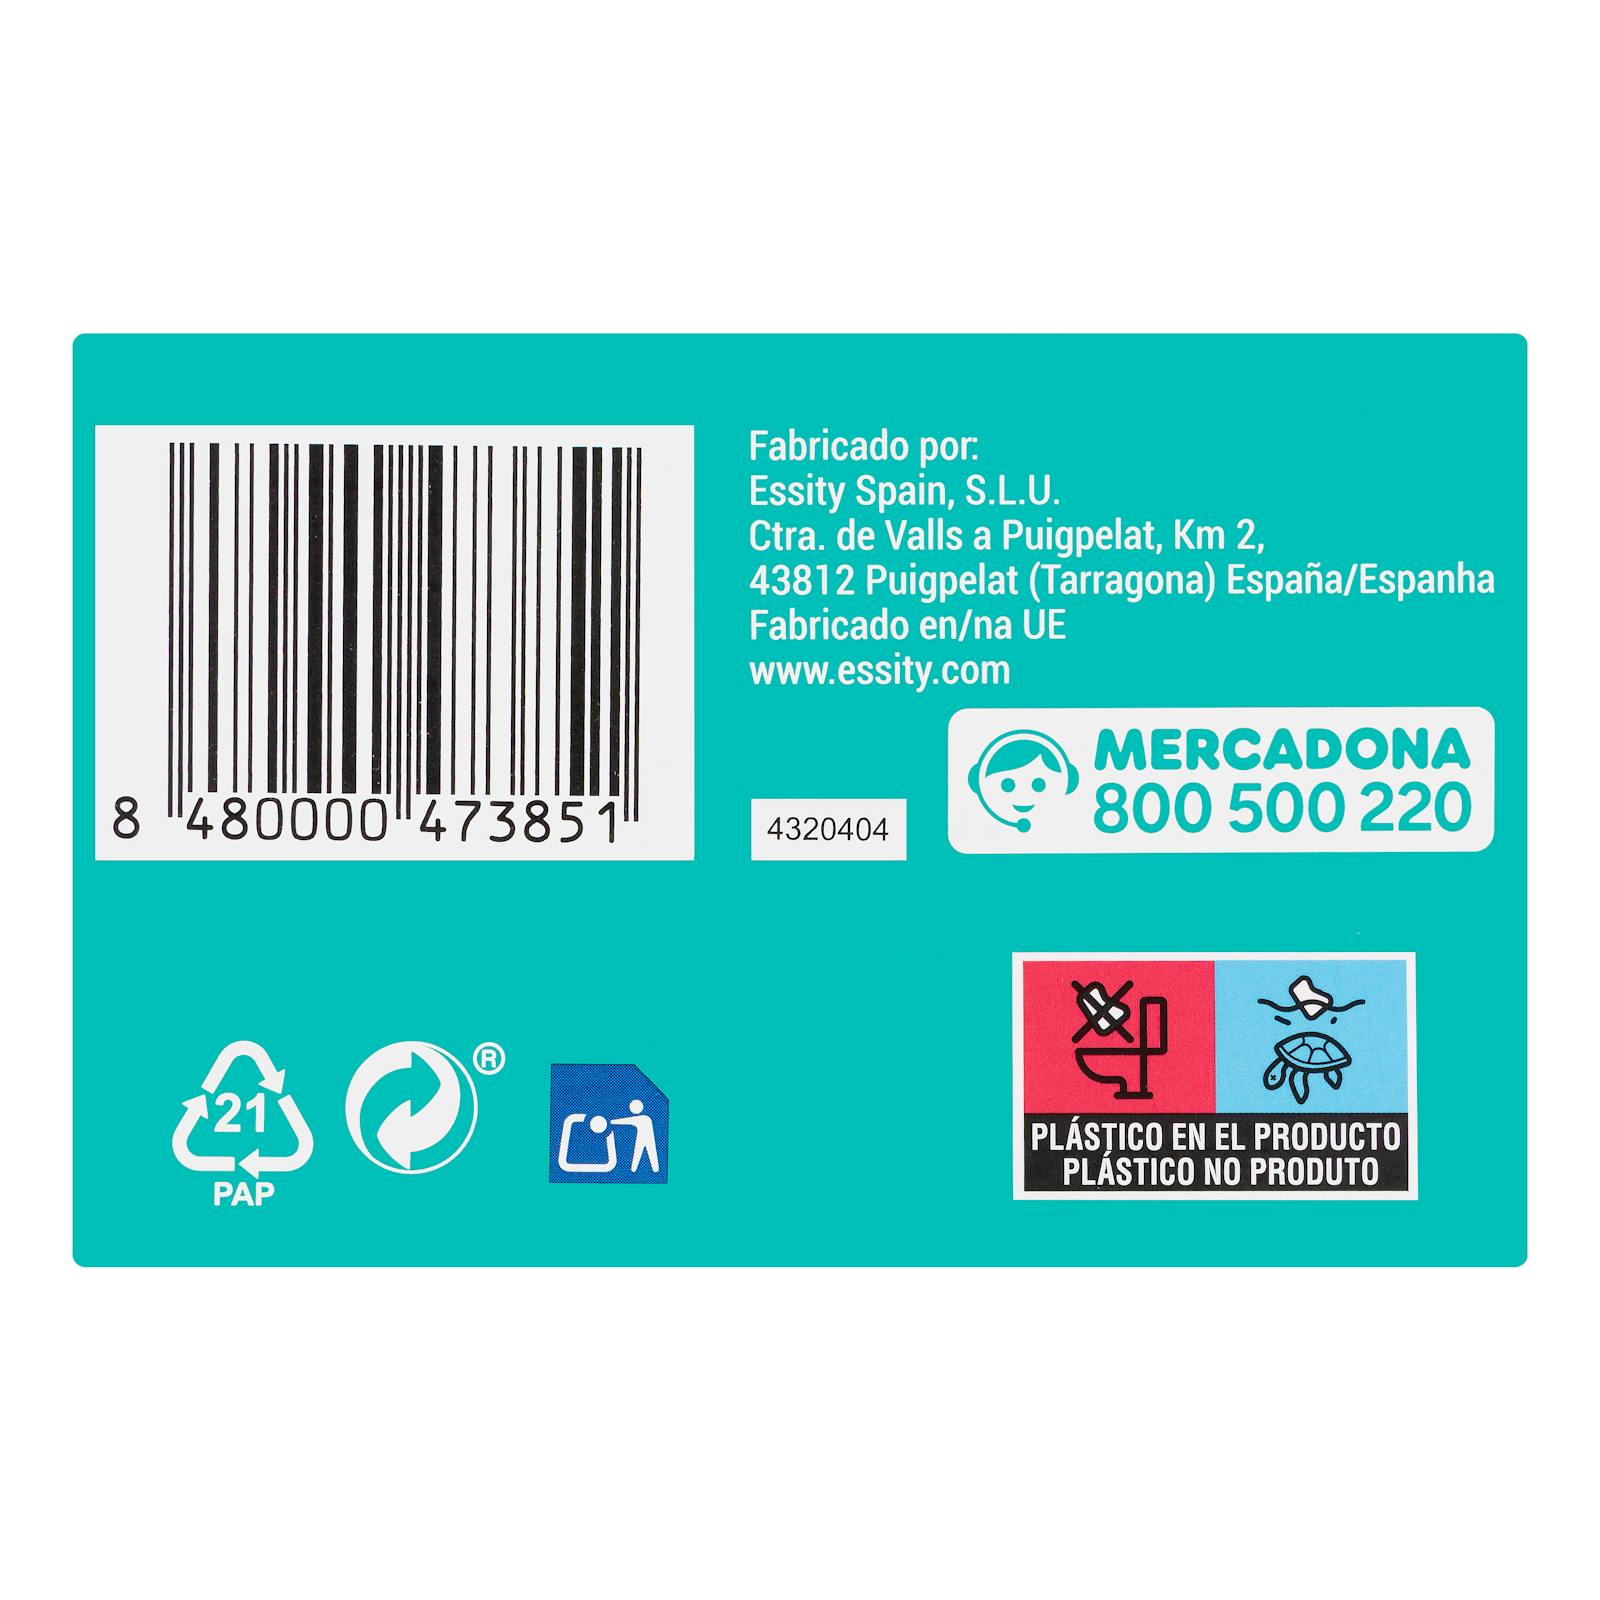 Fabricado por:
Essity Spain, S.L.U.
Ctra. de Valls a Puigpelat, Km 2,
43812 Puigpelat (Tarragona) España/Espanha
Fabricado en/na UE
www.essity.com
MERCADONA
800 500 220
8 480000 473851
4320404
21
PAP
®
PLÁSTICO EN EL PRODUCTO
PLÁSTICO NO PRODUTO